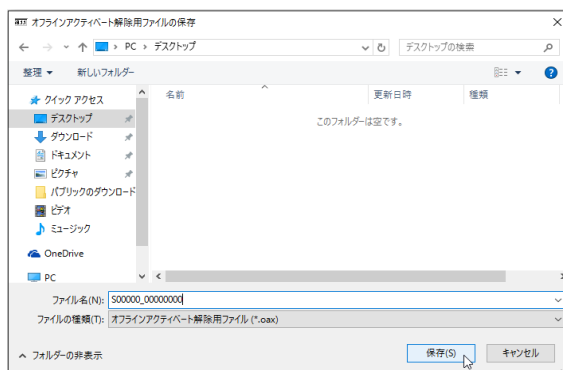 オフラインアクティベート解除用ファイルの保存
PC › デスクトップ
デスクトップの検索
整理 新しいフォルダー
名前 更新日時 種類
クイック アクセス
このフォルダーは空です。
デスクトップ
ダウンロード
ドキュメント
ピクチャ
パブリックのダウンロード
ビデオ
ミュージック
OneDrive
PC
ファイル名(N): S00000_00000000
ファイルの種類(T): オフラインアクティベート解除用ファイル (*.oax)
フォルダーの非表示 保存(S) キャンセル